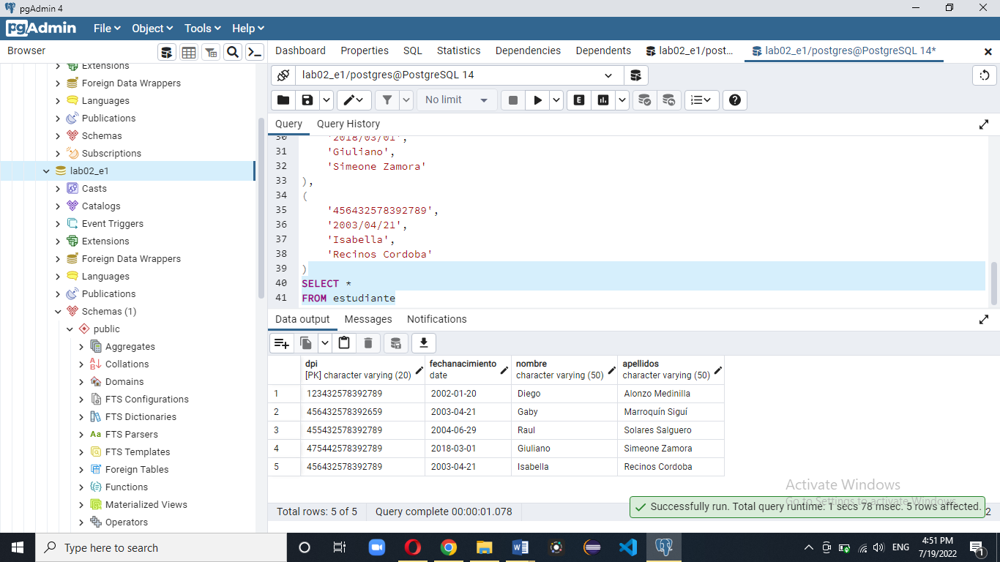 pgAdmin 4
pgAdmin File Object Tools Help
Browser
Dashboard Properties SQL Statistics Dependencies Dependents lab02_e1/post... lab02_e1/postgres@PostgreSQL 14*
Extensions
Foreign Data Wrappers
Languages
Publications
Schemas
Subscriptions
lab02_e1
Casts
Catalogs
Event Triggers
Extensions
Foreign Data Wrappers
Languages
Publications
Schemas (1)
public
Aggregates
Collations
Domains
FTS Configurations
FTS Dictionaries
Aa FTS Parsers
FTS Templates
Foreign Tables
Functions
Materialized Views
Operators
lab02_e1/postgres@PostgreSQL 14
No limit
E
Query Query History
30 '2018/03/01',
31 'Giuliano',
32 'Simeone Zamora'
33 ),
34 (
35 '456432578392789',
36 '2003/04/21',
37 'Isabella',
38 'Recinos Cordoba'
39 )
40 SELECT *
41 FROM estudiante
Data output Messages Notifications
dpi fechanacimiento nombre apellidos
[PK] character varying (20) date character varying (50) character varying (50)
1 123432578392789 2002-01-20 Diego Alonzo Medinilla
2 456432578392659 2003-04-21 Gaby Marroquín Siguí
3 455432578392789 2004-06-29 Raul Solares Salguero
4 475442578392789 2018-03-01 Giuliano Simeone Zamora
5 456432578392789 2003-04-21 Isabella Recinos Cordoba
Activate Windows
Go to Settings to activate Windows.
Total rows: 5 of 5 Query complete 00:00:01.078
Successfully run. Total query runtime: 1 secs 78 msec. 5 rows affected.
2
Type here to search
ENG
4:51 PM
7/19/2022
1